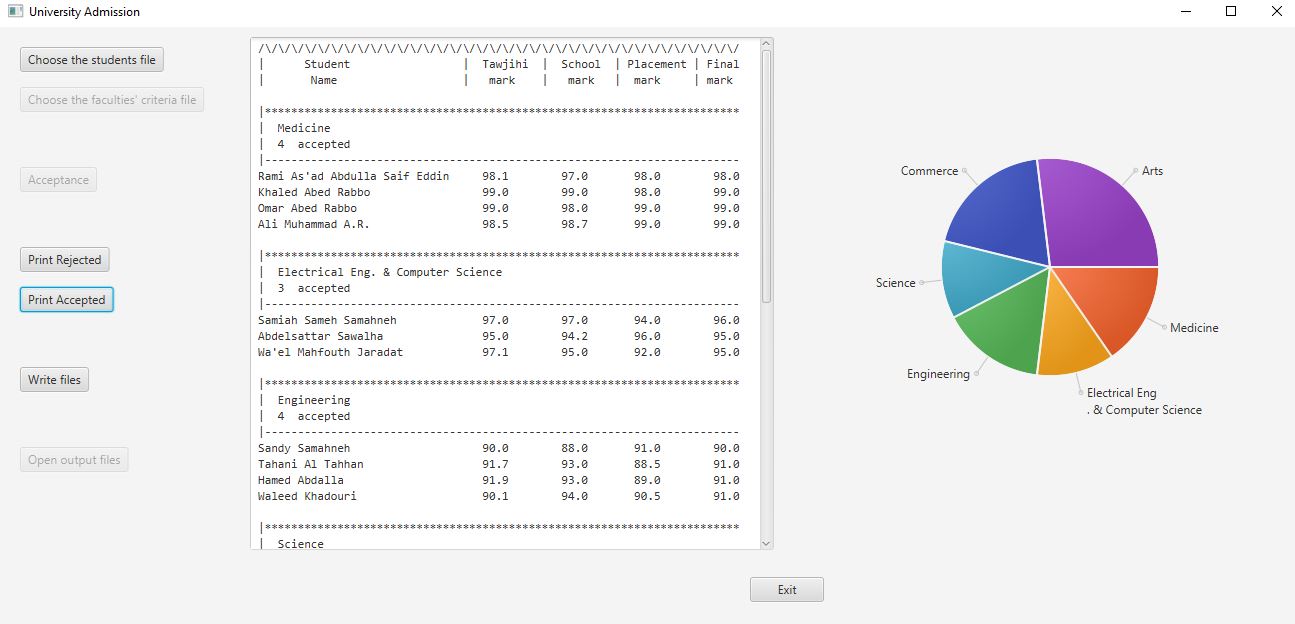 University Admission
Choose the students file
Choose the faculties' criteria file
Acceptance
Print Rejected
Print Accepted
Write files
Open output files
/\/\/\/\/\/\/\/\/\/\/\/\/\/\/\/\/\/\/\/\/\/\/\/\/\/\/\/\/\/\/\/\/\/\/\/\/
| Student | Tawjihi | School | Placement | Final
| Name | mark | mark | mark | mark
|************************************************************************
| Medicine
| 4 accepted
|------------------------------------------------------------------------
Rami As'ad Abdulla Saif Eddin 98.1 97.0 98.0 98.0
Khaled Abed Rabbo 99.0 99.0 98.0 99.0
Omar Abed Rabbo 99.0 98.0 99.0 99.0
Ali Muhammad A.R. 98.5 98.7 99.0 99.0
|************************************************************************
| Electrical Eng. & Computer Science
| 3 accepted
|------------------------------------------------------------------------
Samiah Sameh Samahneh 97.0 97.0 94.0 96.0
Abdelsattar Sawalha 95.0 94.2 96.0 95.0
Wa'el Mahfouth Jaradat 97.1 95.0 92.0 95.0
|************************************************************************
| Engineering
| 4 accepted
|------------------------------------------------------------------------
Sandy Samahneh 90.0 88.0 91.0 90.0
Tahani Al Tahhan 91.7 93.0 88.5 91.0
Hamed Abdalla 91.9 93.0 89.0 91.0
Waleed Khadouri 90.1 94.0 90.5 91.0
|************************************************************************
| Science
Commerce
Arts
Science
Medicine
Engineering
Electrical Eng
. & Computer Science
Exit